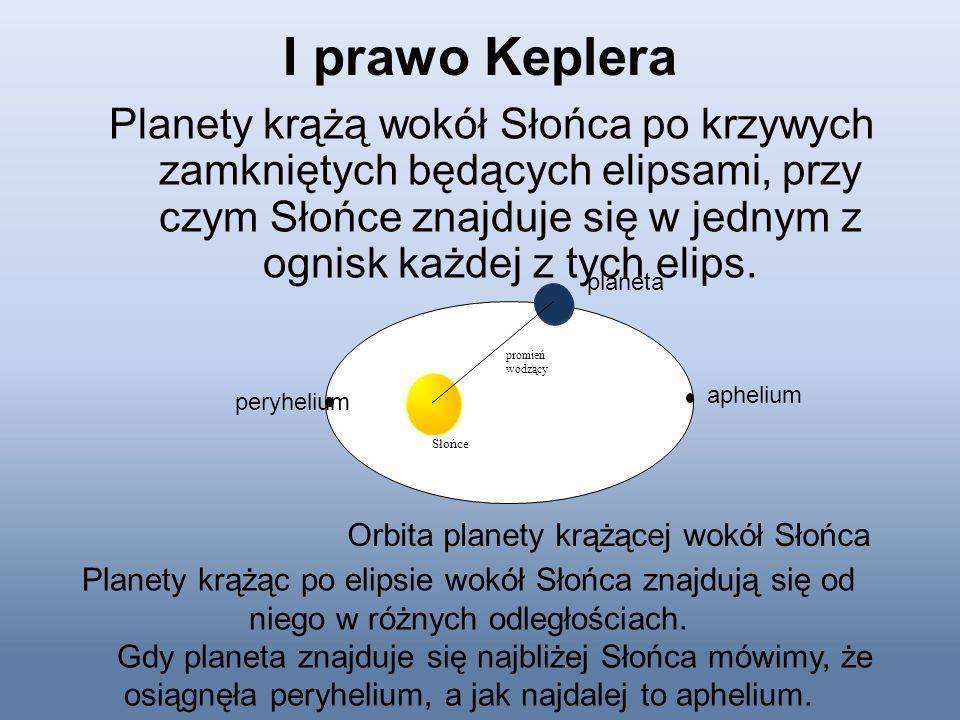 I prawo Keplera
Planety krążą wokół Słońca po krzywych
zamkniętych będących elipsami, przy
czym Słońce znajduje się w jednym z
ognisk każdej z tych elips.
planeta
promień
wodzący
peryhelium
aphelium
Słońce
Orbita planety krążącej wokół Słońca
Planety krążąc po elipsie wokół Słońca znajdują się od
niego w różnych odległościach.
Gdy planeta znajduje się najbliżej Słońca mówimy, że
osiągnęła peryhelium, a jak najdalej to aphelium.